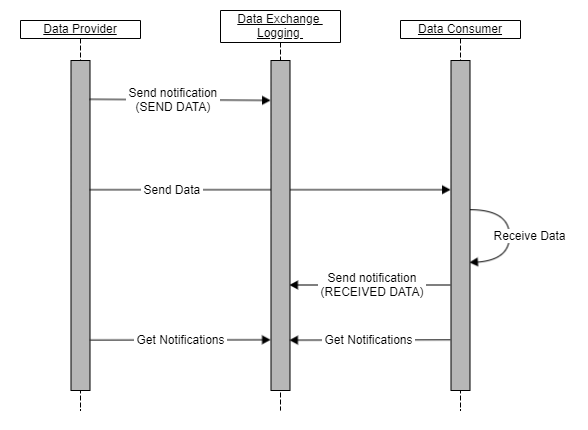 Data Provider
Data Exchange
Logging
Data Consumer
Send notification
(SEND DATA)
Send Data
Receive Data
Send notification
(RECEIVED DATA)
Get Notifications
Get Notifications